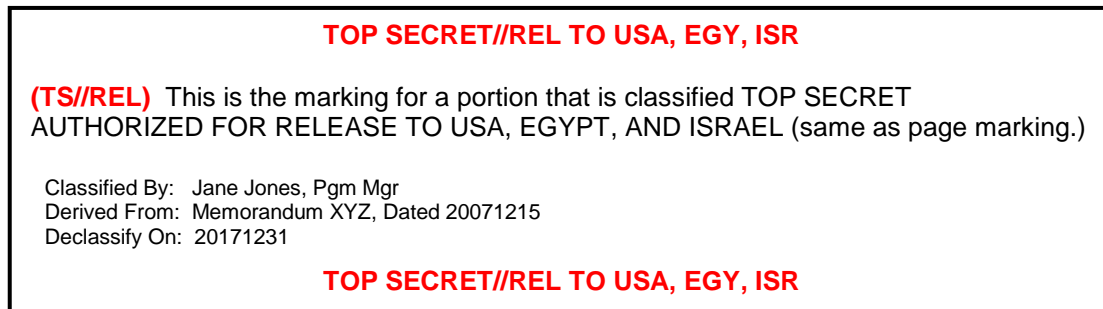 TOP SECRET//REL TO USA, EGY, ISR
(TS//REL) This is the marking for a portion that is classified TOP SECRET
AUTHORIZED FOR RELEASE TO USA, EGYPT, AND ISRAEL (same as page marking.)
Classified By: Jane Jones, Pgm Mgr
Derived From: Memorandum XYZ, Dated 20071215
Declassify On: 20171231
TOP SECRET//REL TO USA, EGY, ISR